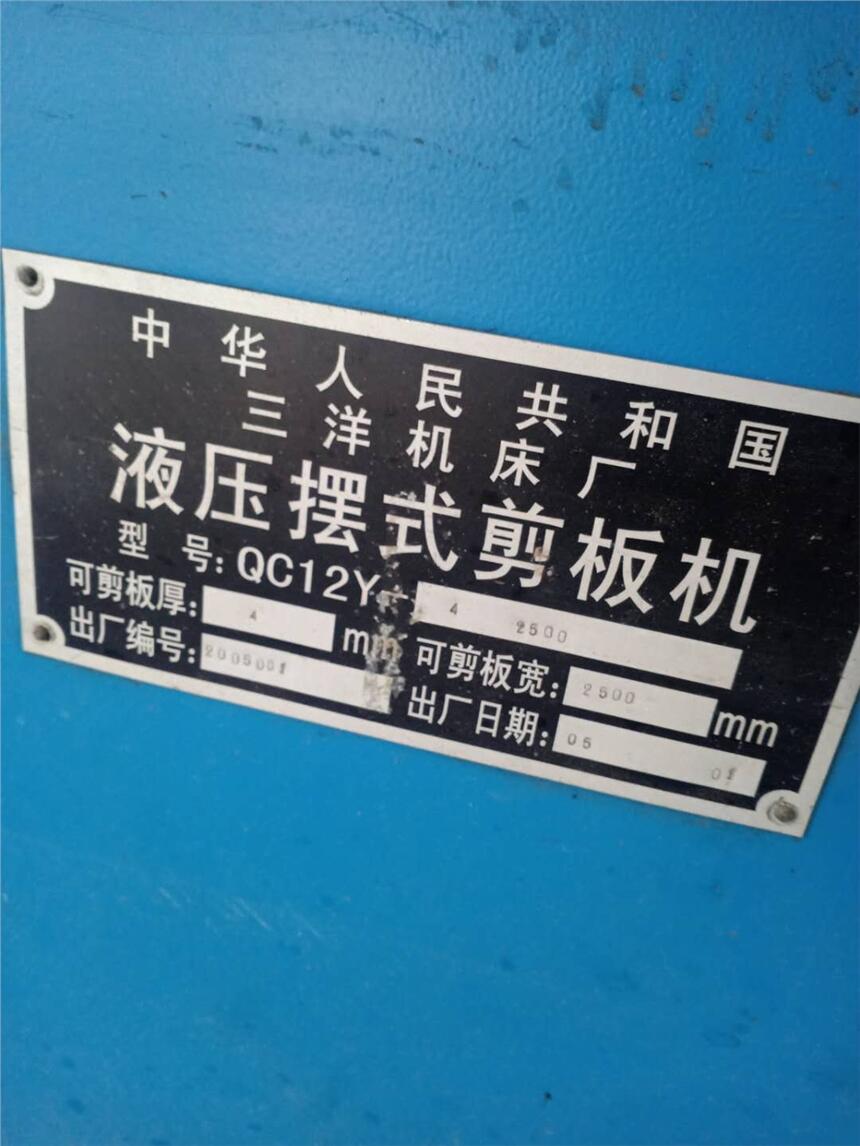 中华人民共和国
三洋机床厂
液压摆式剪板机
型 号: QC12Y- 4 2500
可剪板厚: 4 mm 可剪板宽: 2500 mm
出厂编号: 2005001 出厂日期: 05 01